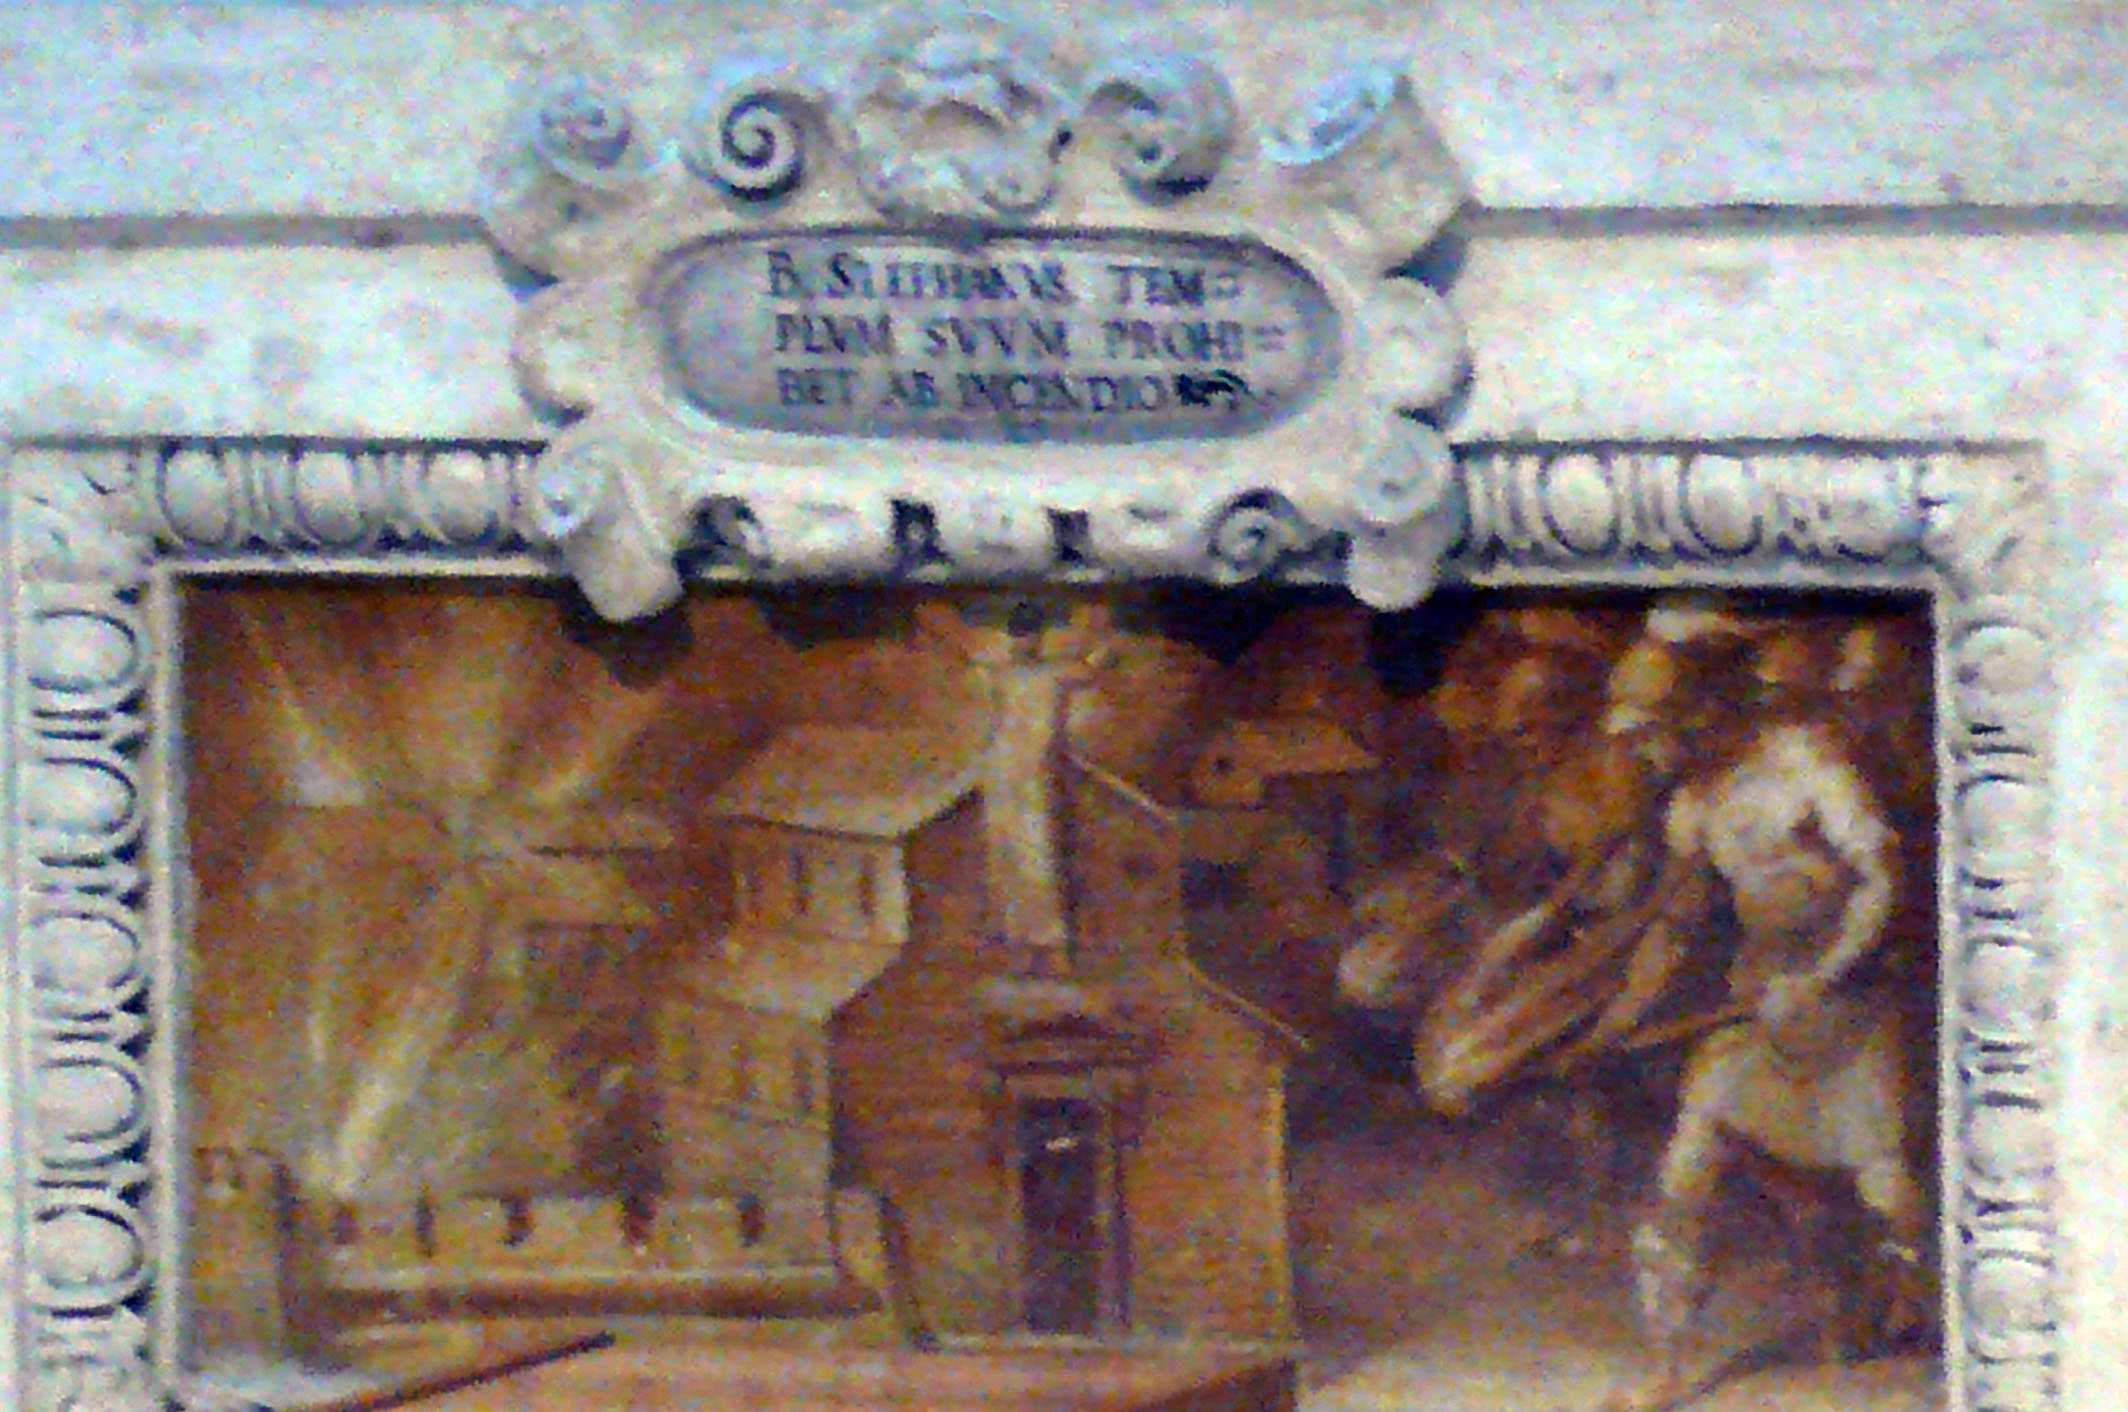 B. STEPHANVS TEM=
PLVM SVVM PROHI=
BET AB INCENDIO